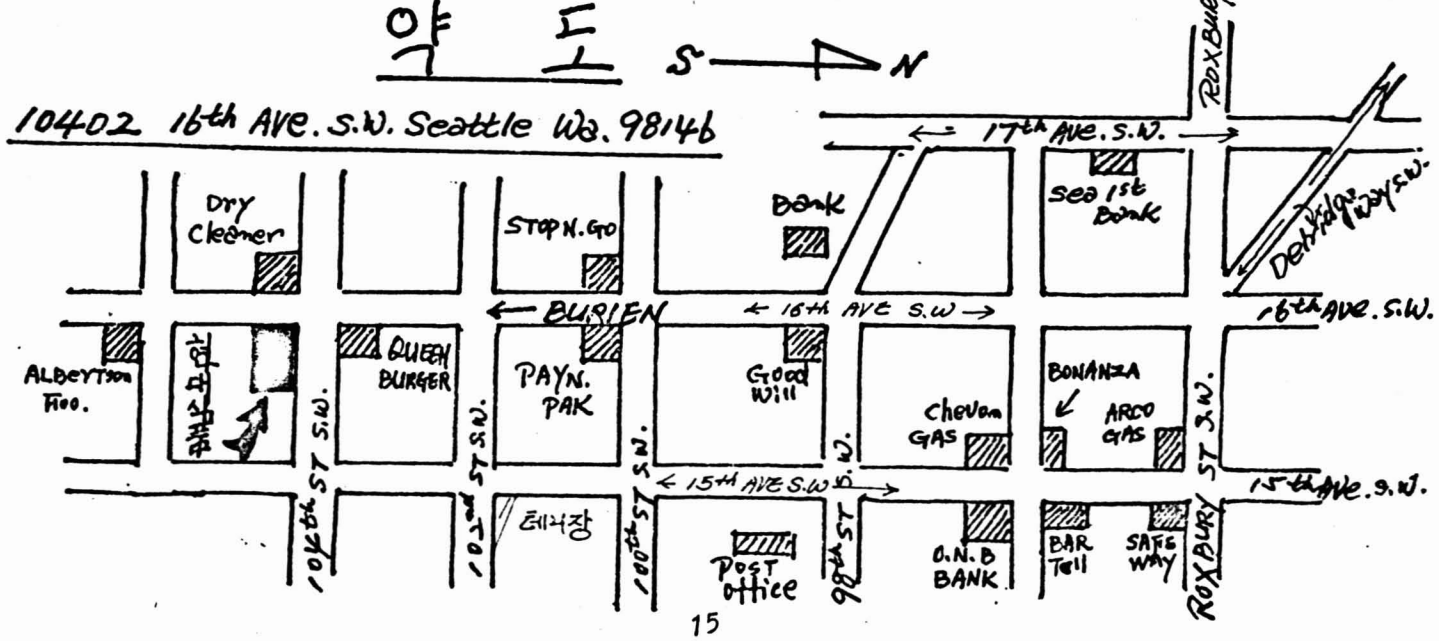 약 도
S N
10402 16th AVE. S.W. Seattle Wa. 98146
ROXBURY
17th AVE. S.W.
Dry
Cleaner
STOP N. GO
Bank
Sea 1st
Bank
Delridge
Way S.W.
← BURIEN
← 16th AVE S.W →
16th AVE. S.W.
ALBERTSON
Foo.
QUEEN
BURGER
PAY N.
PAK
Good
Will
Chevon
GAS
BONANZA
ARCO
GAS
104th ST S.W.
102nd ST S.W.
100th ST S.W.
98th ST S.W.
ROXBURY ST S.W.
← 15th AVE S.W →
15th AVE. S.W.
테니장
POST
office
O.N.B
BANK
BAR
Tell
SAFE
WAY
15